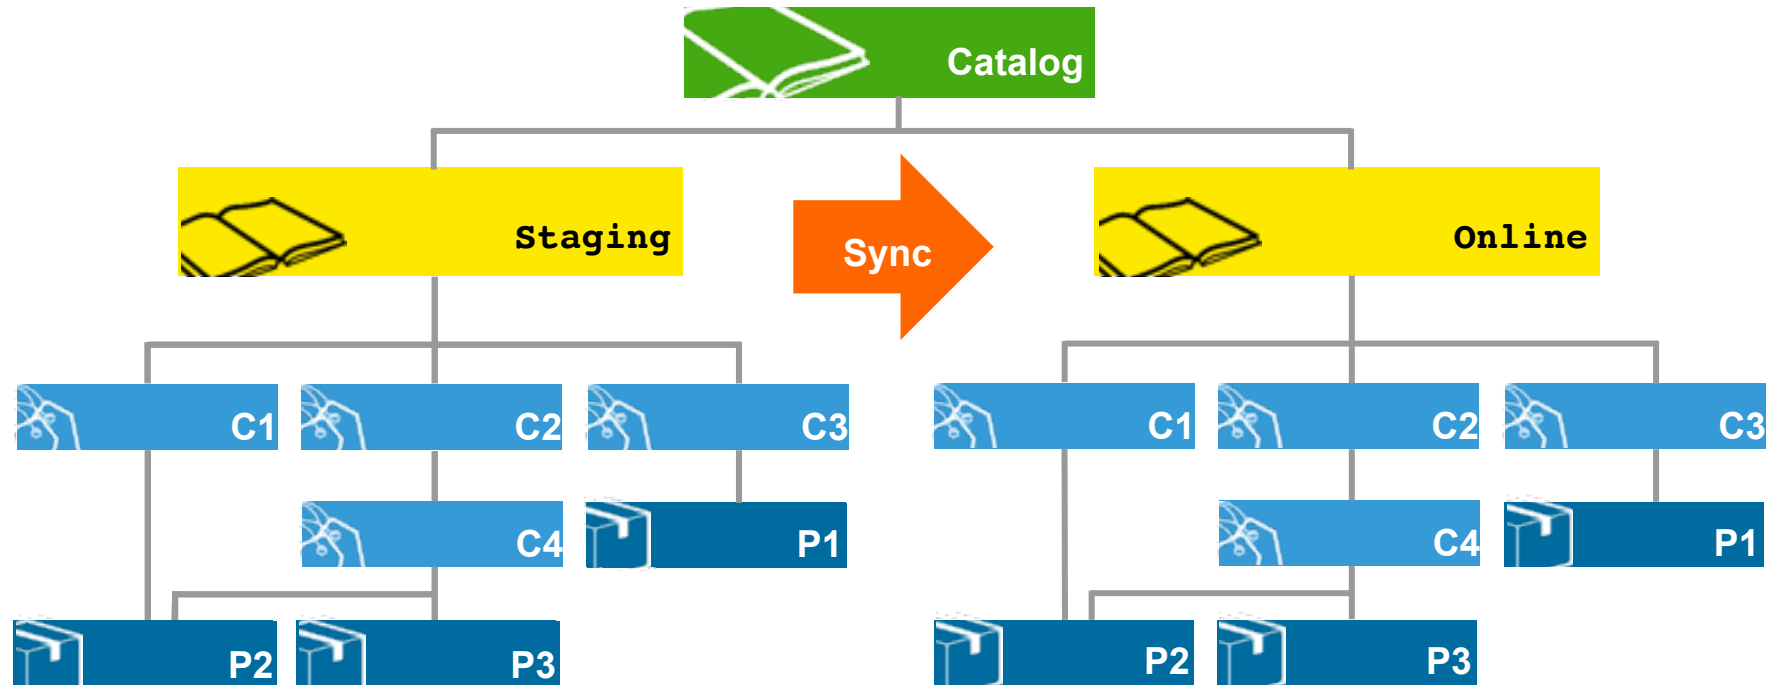 Catalog
Staging
Sync
Online
C1
C2
C3
C1
C2
C3
C4
P1
C4
P1
P2
P3
P2
P3